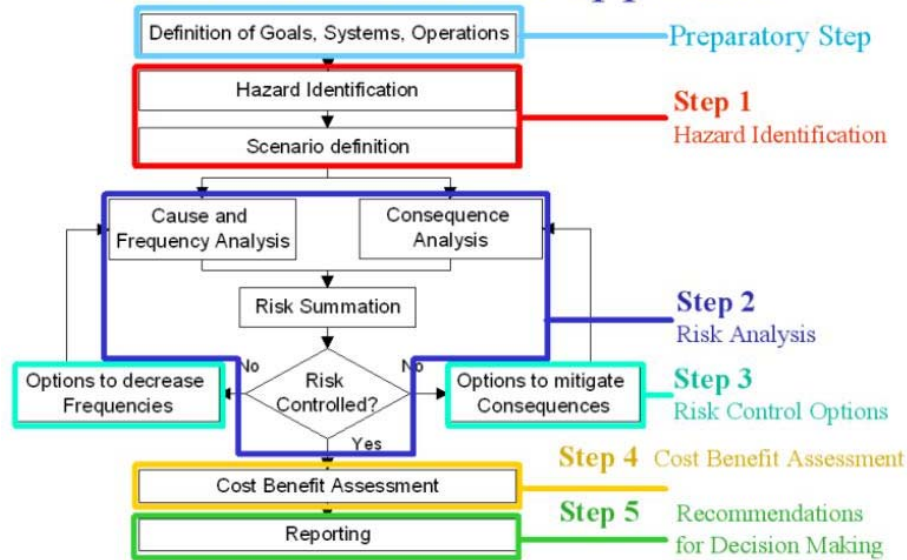 Definition of Goals, Systems, Operations
Preparatory Step
Hazard Identification
Scenario definition
Step 1
Hazard Identification
Cause and
Frequency Analysis
Consequence
Analysis
Risk Summation
Step 2
Risk Analysis
No
No
Options to decrease
Frequencies
Risk
Controlled?
Options to mitigate
Consequences
Step 3
Risk Control Options
Yes
Step 4 Cost Benefit Assessment
Cost Benefit Assessment
Step 5 Recommendations
for Decision Making
Reporting